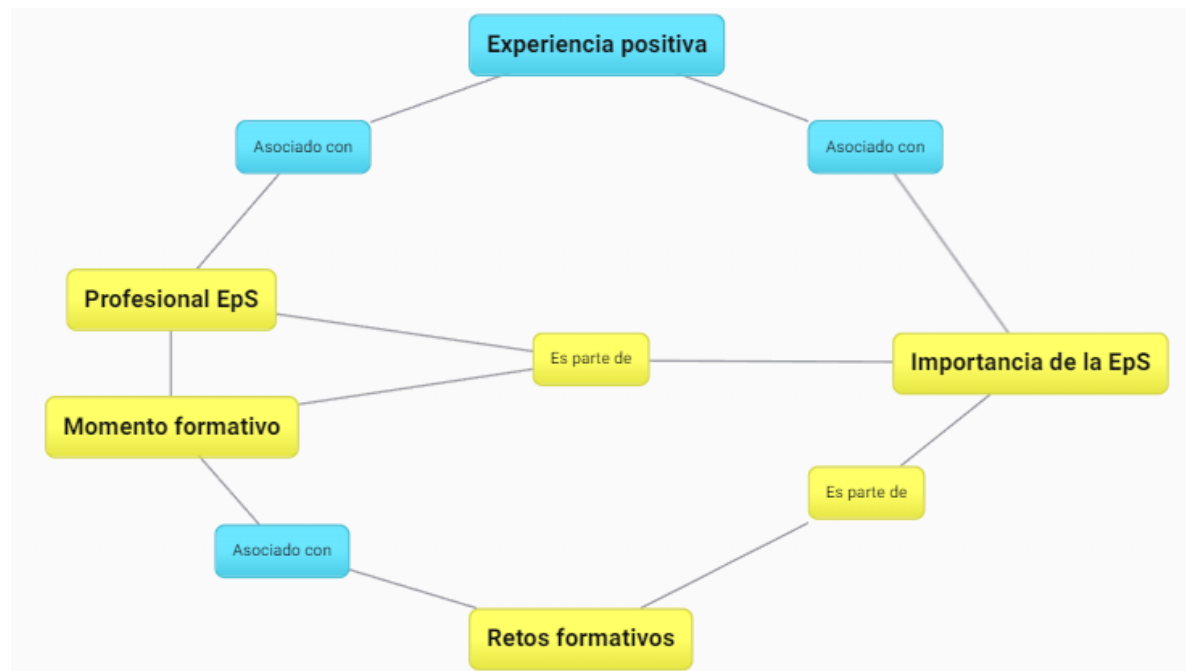 Experiencia positiva
Asociado con
Asociado con
Profesional EpS
Es parte de
Importancia de la EpS
Momento formativo
Es parte de
Asociado con
Retos formativos